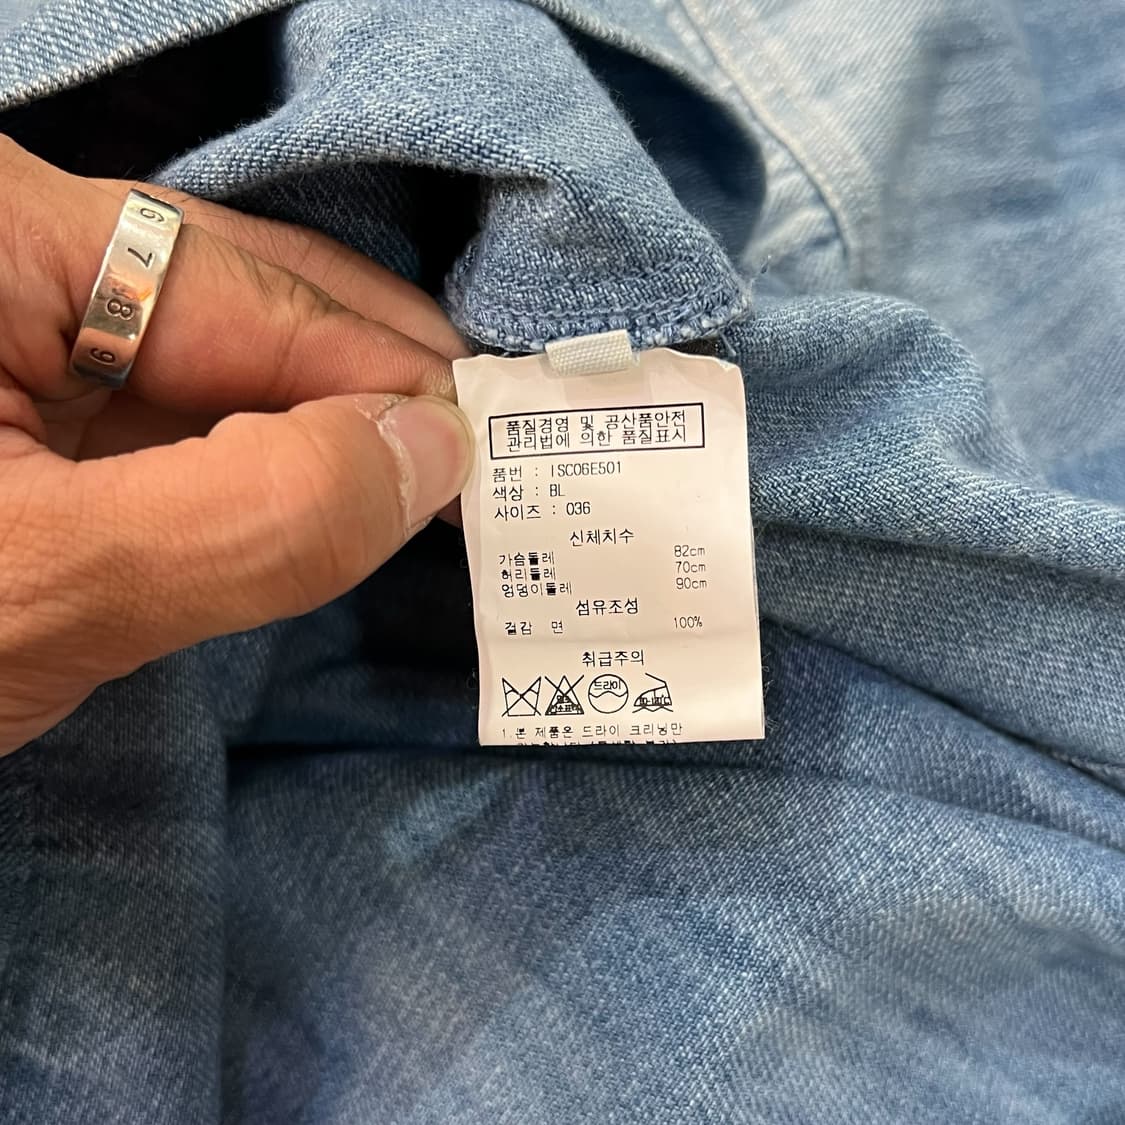 6 7 8 9
품질경영 및 공산품안전
관리법에 의한 품질표시
품번 : ISC06E501
색상 : BL
사이즈 : 036
신체치수
가슴둘레 82cm
허리둘레 70cm
엉덩이둘레 90cm
섬유조성
겉감 면 100%
취급주의
드라이
1.본 제품은 드라이 크리닝만